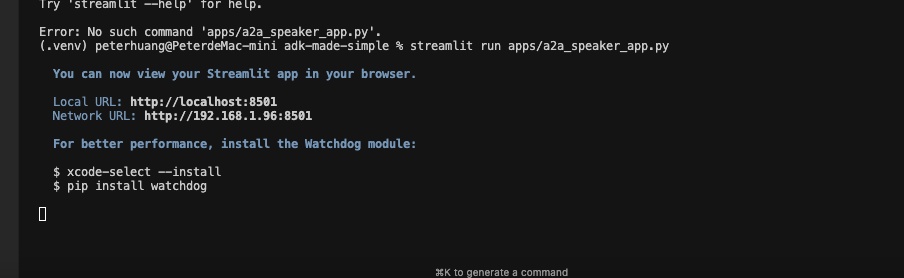 Try 'streamlit --help' for help.
Error: No such command 'apps/a2a_speaker_app.py'.
(.venv) peterhuang@PeterdeMac-mini adk-made-simple % streamlit run apps/a2a_speaker_app.py
You can now view your Streamlit app in your browser.
Local URL: http://localhost:8501
Network URL: http://192.168.1.96:8501
For better performance, install the Watchdog module:
$ xcode-select --install
$ pip install watchdog
⌘K to generate a command